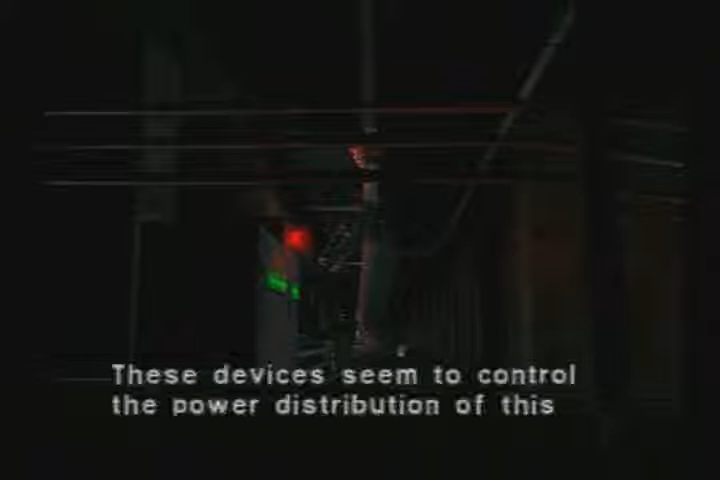 These devices seem to control
the power distribution of this